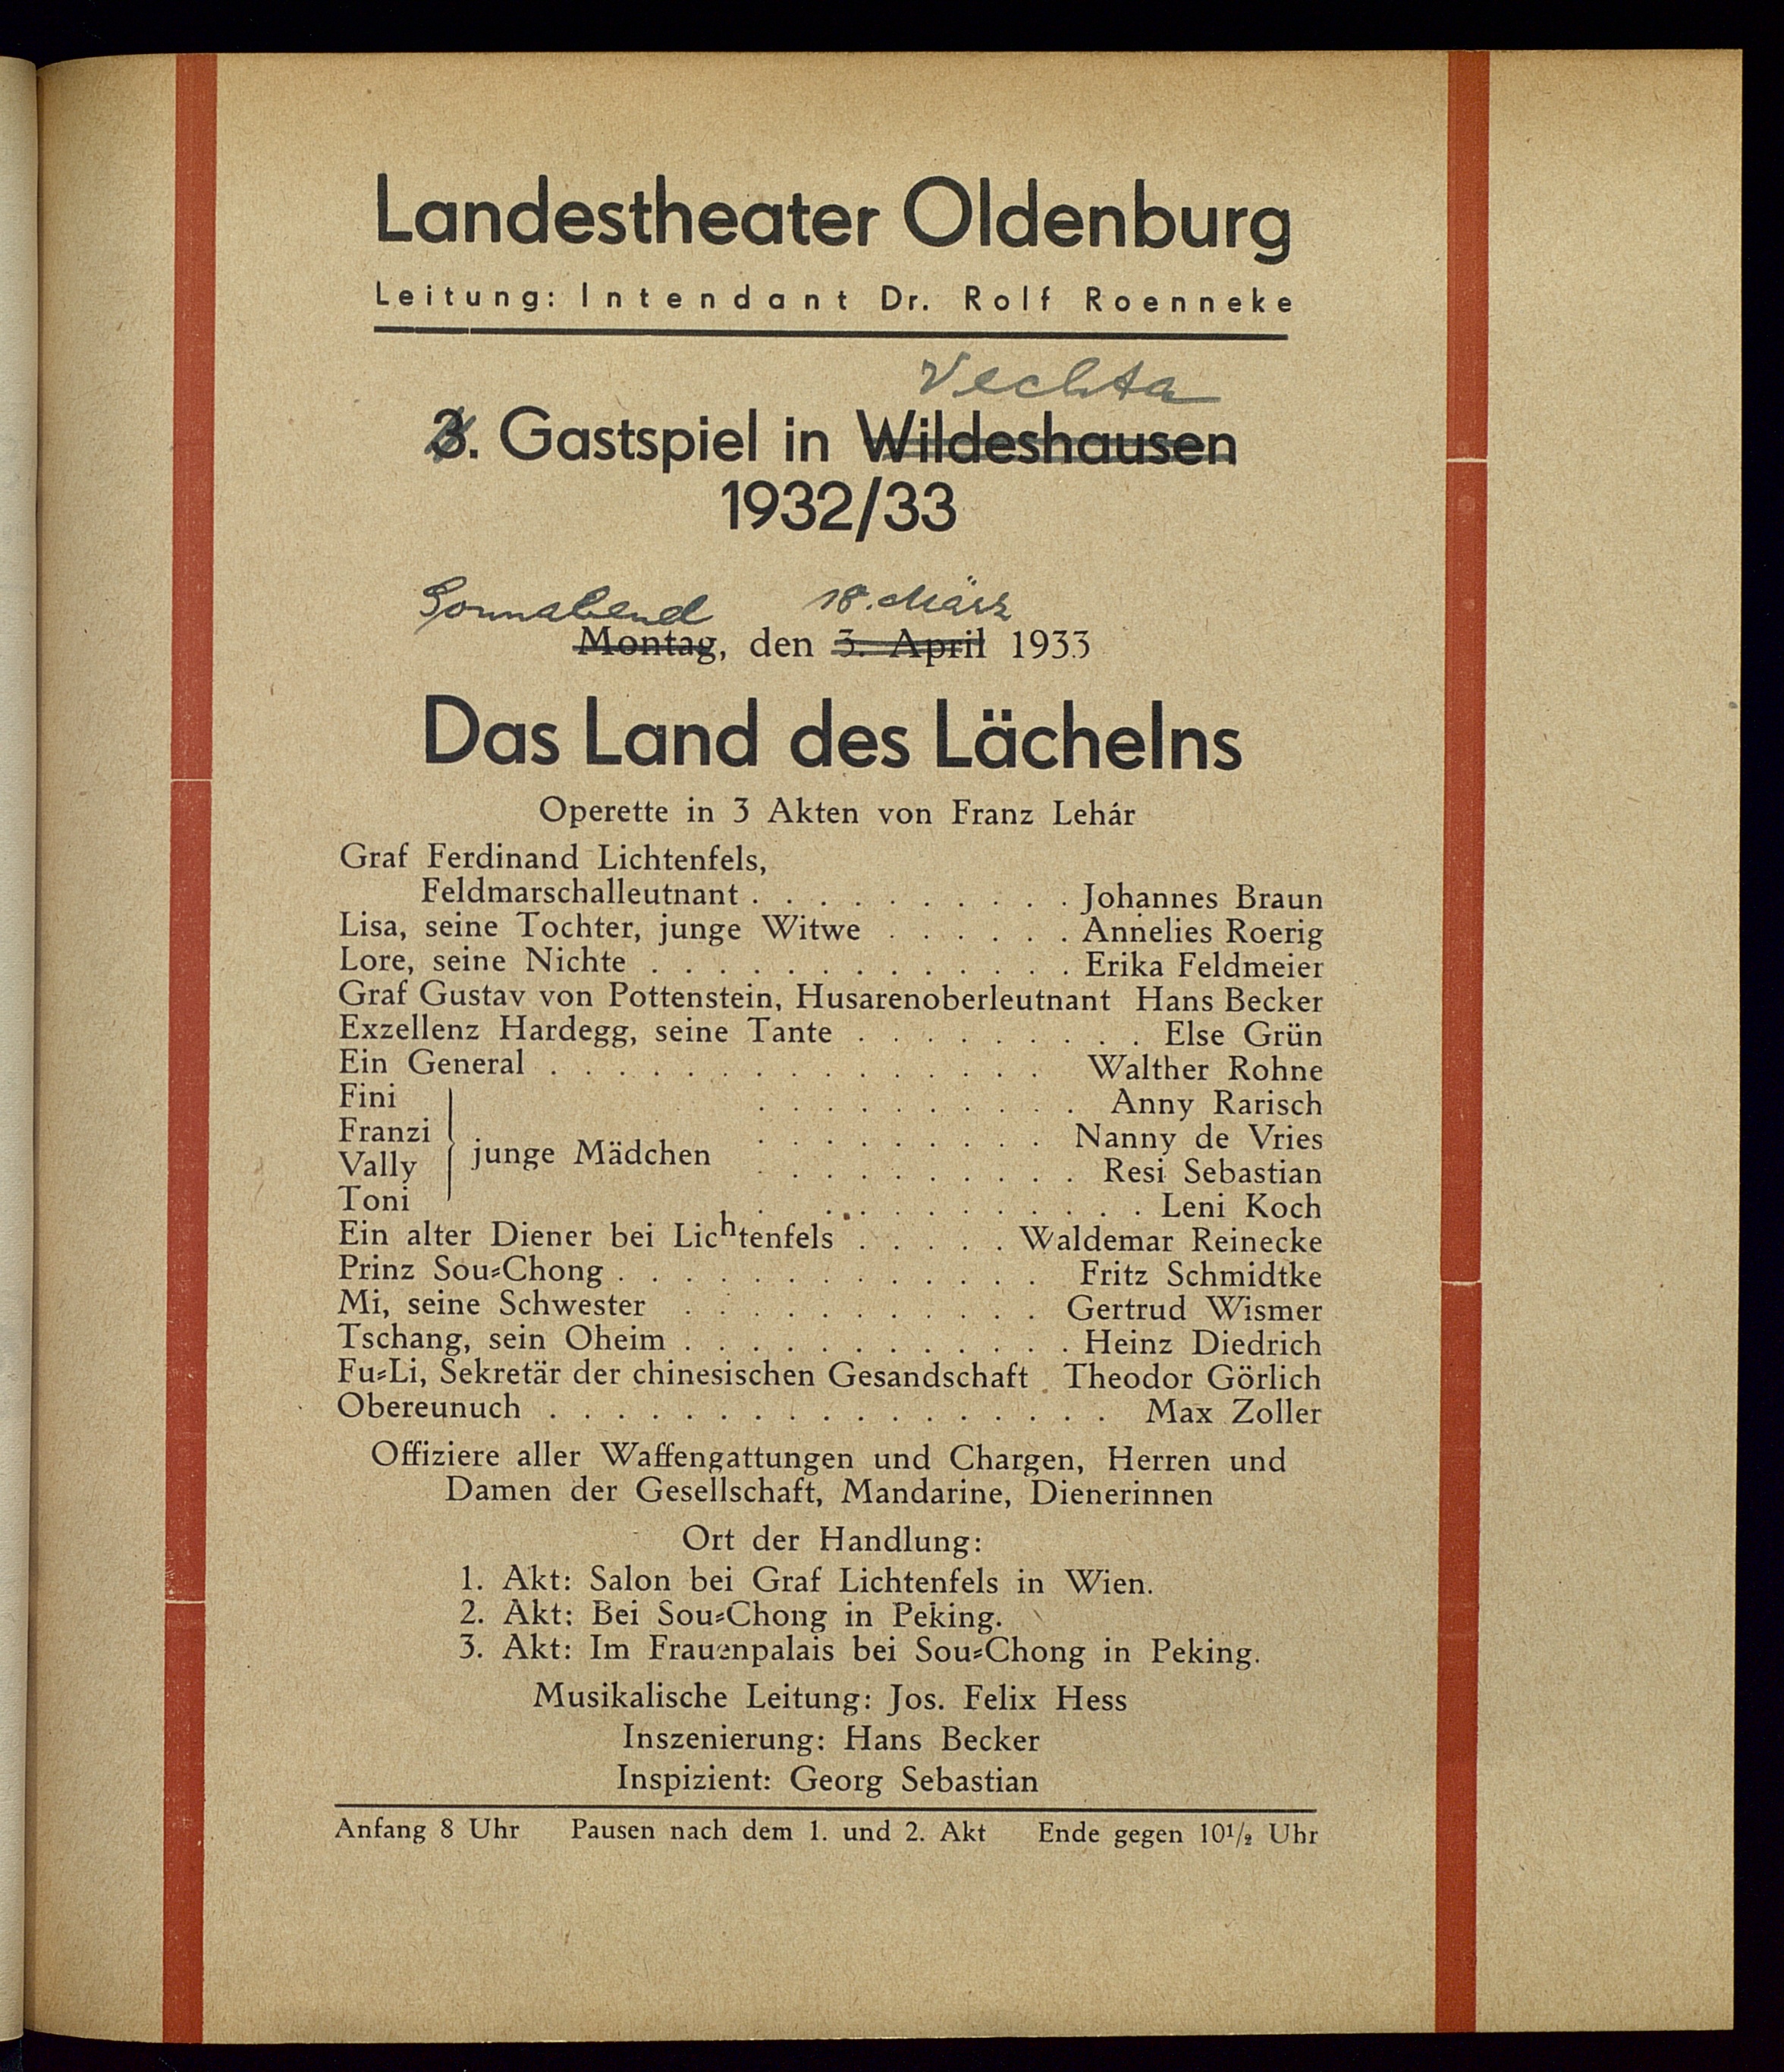 Landestheater Oldenburg
Leitung: Intendant Dr. Rolf Roenneke
Vechta
3. Gastspiel in Wildeshausen
1932/33
Sonnabend 18. März
Montag, den 3. April 1933
Das Land des Lächelns
Operette in 3 Akten von Franz Lehár
Graf Ferdinand Lichtenfels,
Feldmarschalleutnant . . . . . . . . . . Johannes Braun
Lisa, seine Tochter, junge Witwe . . . . . . Annelies Roerig
Lore, seine Nichte . . . . . . . . . . . . . Erika Feldmeier
Graf Gustav von Pottenstein, Husarenoberleutnant Hans Becker
Exzellenz Hardegg, seine Tante . . . . . . . . . Else Grün
Ein General . . . . . . . . . . . . . . . Walther Rohne
Fini . . . . . . . . . . Anny Rarisch
Franzi . . . . . . . . . Nanny de Vries
junge Mädchen
Vally . . . . . . . . . . Resi Sebastian
Toni . . . . . . . . . . . . Leni Koch
Ein alter Diener bei Lichtenfels . . . . . Waldemar Reinecke
Prinz Sou-Chong . . . . . . . . . . . . . Fritz Schmidtke
Mi, seine Schwester . . . . . . . . . . . Gertrud Wismer
Tschang, sein Oheim . . . . . . . . . . . . Heinz Diedrich
Fu-Li, Sekretär der chinesischen Gesandschaft . Theodor Görlich
Obereunuch . . . . . . . . . . . . . . . . . Max Zoller
Offiziere aller Waffengattungen und Chargen, Herren und
Damen der Gesellschaft, Mandarine, Dienerinnen
Ort der Handlung:
1. Akt: Salon bei Graf Lichtenfels in Wien.
2. Akt: Bei Sou-Chong in Peking.
3. Akt: Im Frauenpalais bei Sou-Chong in Peking.
Musikalische Leitung: Jos. Felix Hess
Inszenierung: Hans Becker
Inspizient: Georg Sebastian
Anfang 8 Uhr Pausen nach dem 1. und 2. Akt Ende gegen 10½ Uhr